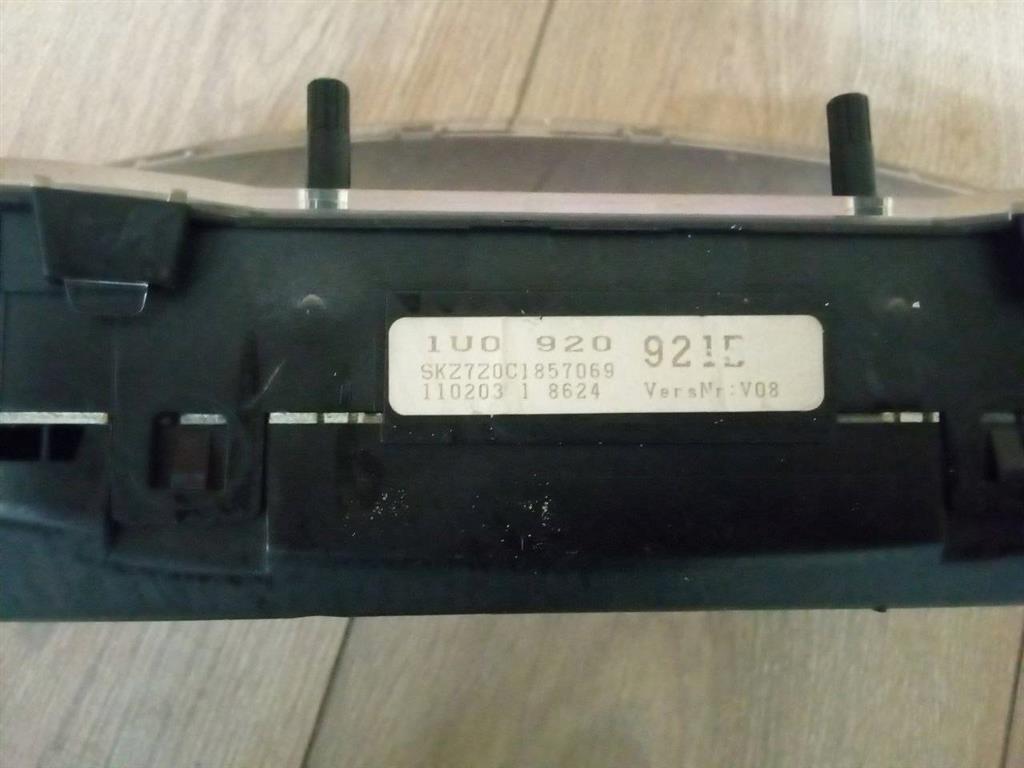 1U0 920 921D
SKZ7Z0C1857069
110203 1 8624 VersNr:V08